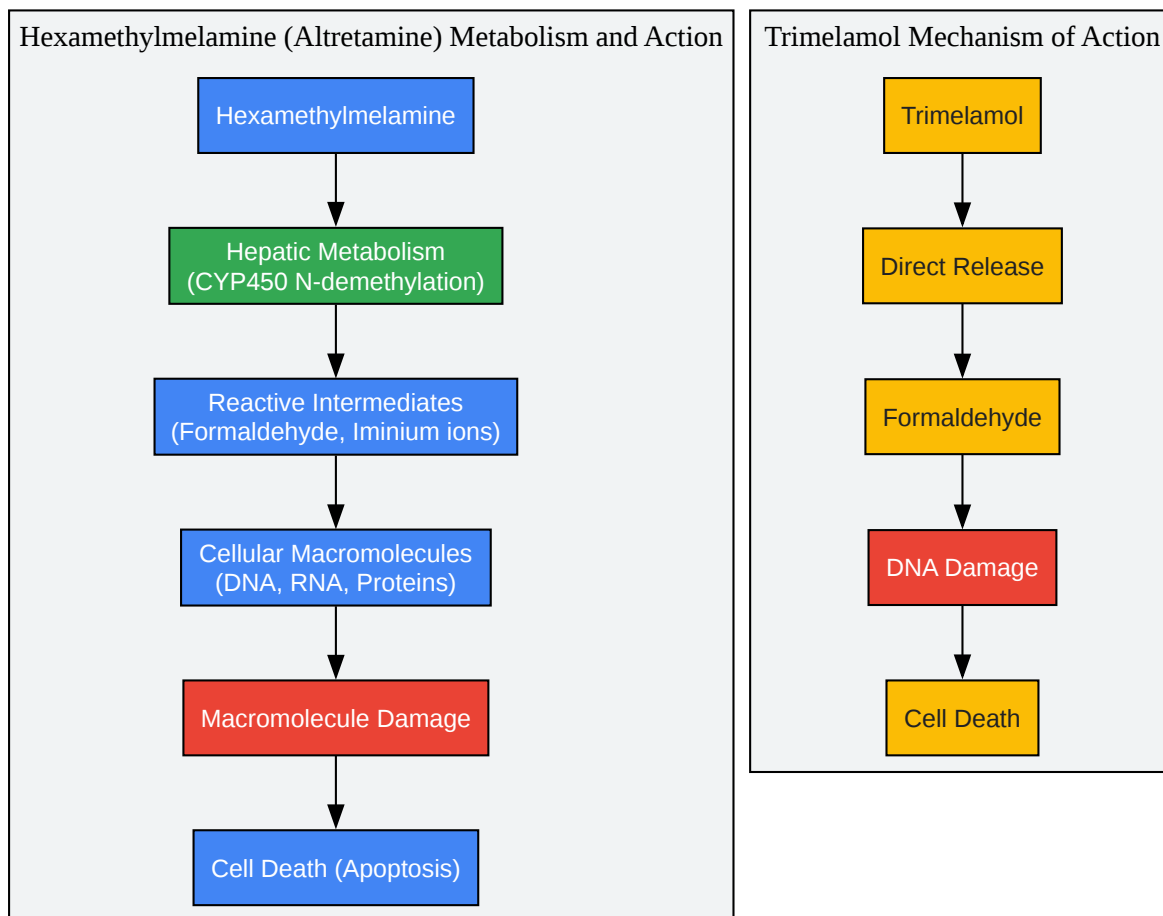 Hexamethylmelamine (Altretamine) Metabolism and Action
Hexamethylmelamine
Hepatic Metabolism
(CYP450 N-demethylation)
Reactive Intermediates
(Formaldehyde, Iminium ions)
Cellular Macromolecules
(DNA, RNA, Proteins)
Macromolecule Damage
Cell Death (Apoptosis)
Trimelamol Mechanism of Action
Trimelamol
Direct Release
Formaldehyde
DNA Damage
Cell Death